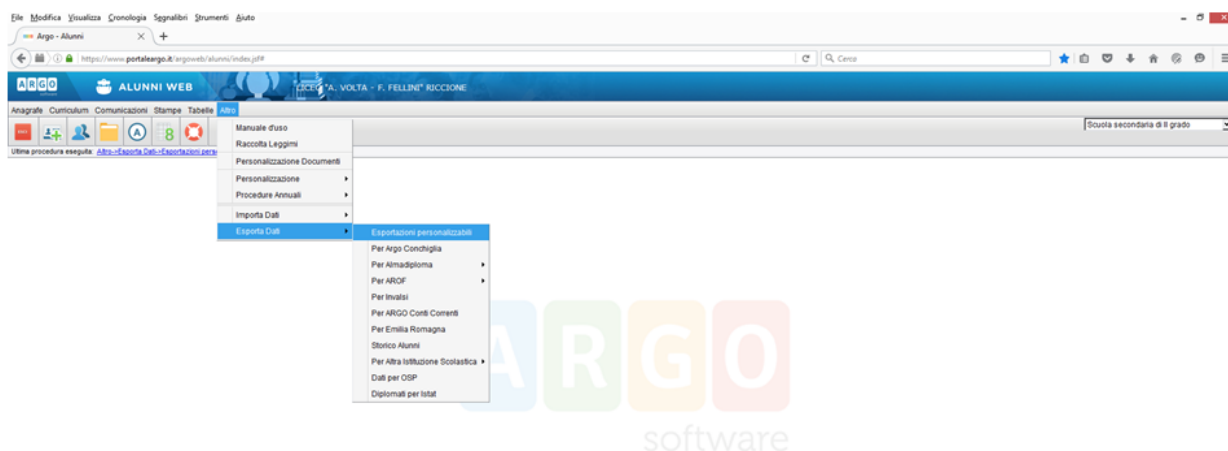 File Modifica Visualizza Cronologia Segnalibri Strumenti Aiuto
Argo - Alunni
https://www.portaleargo.it/argoweb/alunni/index.jsf#
Cerca
ARGO
ALUNNI WEB
LICEO "A. VOLTA - F. FELLINI" RICCIONE
Anagrafe Curriculum Comunicazioni Stampe Tabelle Altro
A 8
Scuola secondaria di II grado
Ultima procedura eseguita: Altro->Esporta Dati->Esportazioni pers
Manuale d'uso
Raccolta Leggimi
Personalizzazione Documenti
Personalizzazione
Procedure Annuali
Importa Dati
Esporta Dati
Esportazioni personalizzabili
Per Argo Conchiglia
Per Almadiploma
Per AROF
Per Invalsi
Per ARGO Conti Correnti
Per Emilia Romagna
Storico Alunni
Per Altra Istituzione Scolastica
Dati per OSP
Diplomati per Istat
ARGO
software